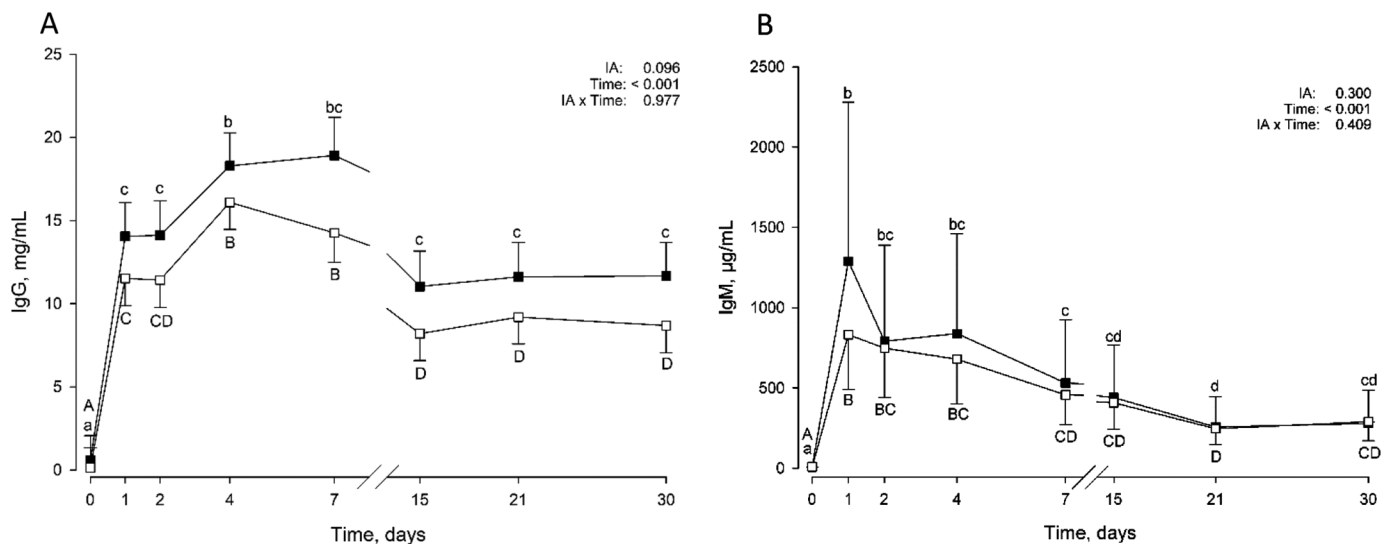 A
25
20
15
10
5
0
IgG, mg/mL
IA: 0.096
Time: < 0.001
IA x Time: 0.977
b
bc
c
c
c
c
c
B
B
C
CD
D
D
D
A
a
0
1
2
4
7
15
21
30
Time, days
B
2500
2000
1500
1000
500
0
IgM, µg/mL
IA: 0.300
Time: < 0.001
IA x Time: 0.409
b
bc
bc
c
cd
d
cd
B
BC
BC
CD
CD
D
CD
A
a
0
1
2
4
7
15
21
30
Time, days